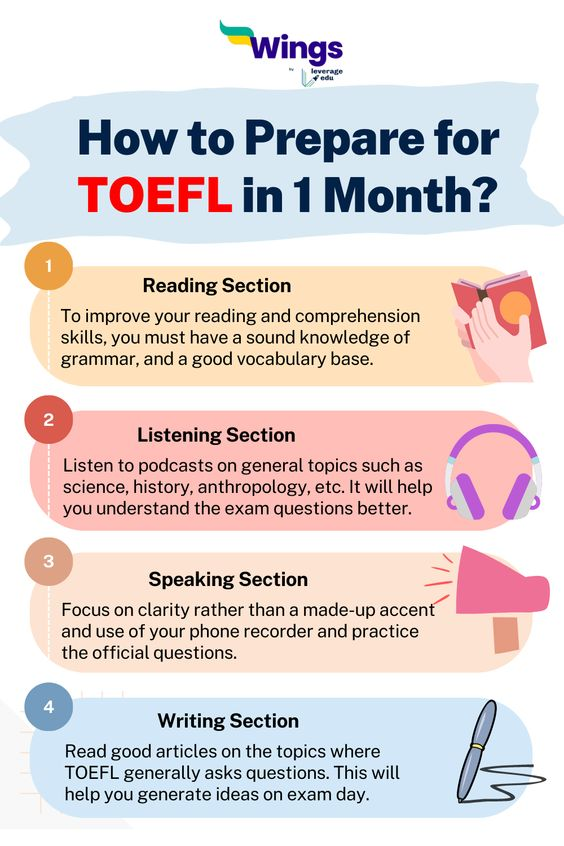 Wings
by leverage
edu
How to Prepare for
TOEFL in 1 Month?
1
Reading Section
To improve your reading and comprehension
skills, you must have a sound knowledge of
grammar, and a good vocabulary base.
2
Listening Section
Listen to podcasts on general topics such as
science, history, anthropology, etc. It will help
you understand the exam questions better.
3
Speaking Section
Focus on clarity rather than a made-up accent
and use of your phone recorder and practice
the official questions.
4
Writing Section
Read good articles on the topics where
TOEFL generally asks questions. This will
help you generate ideas on exam day.